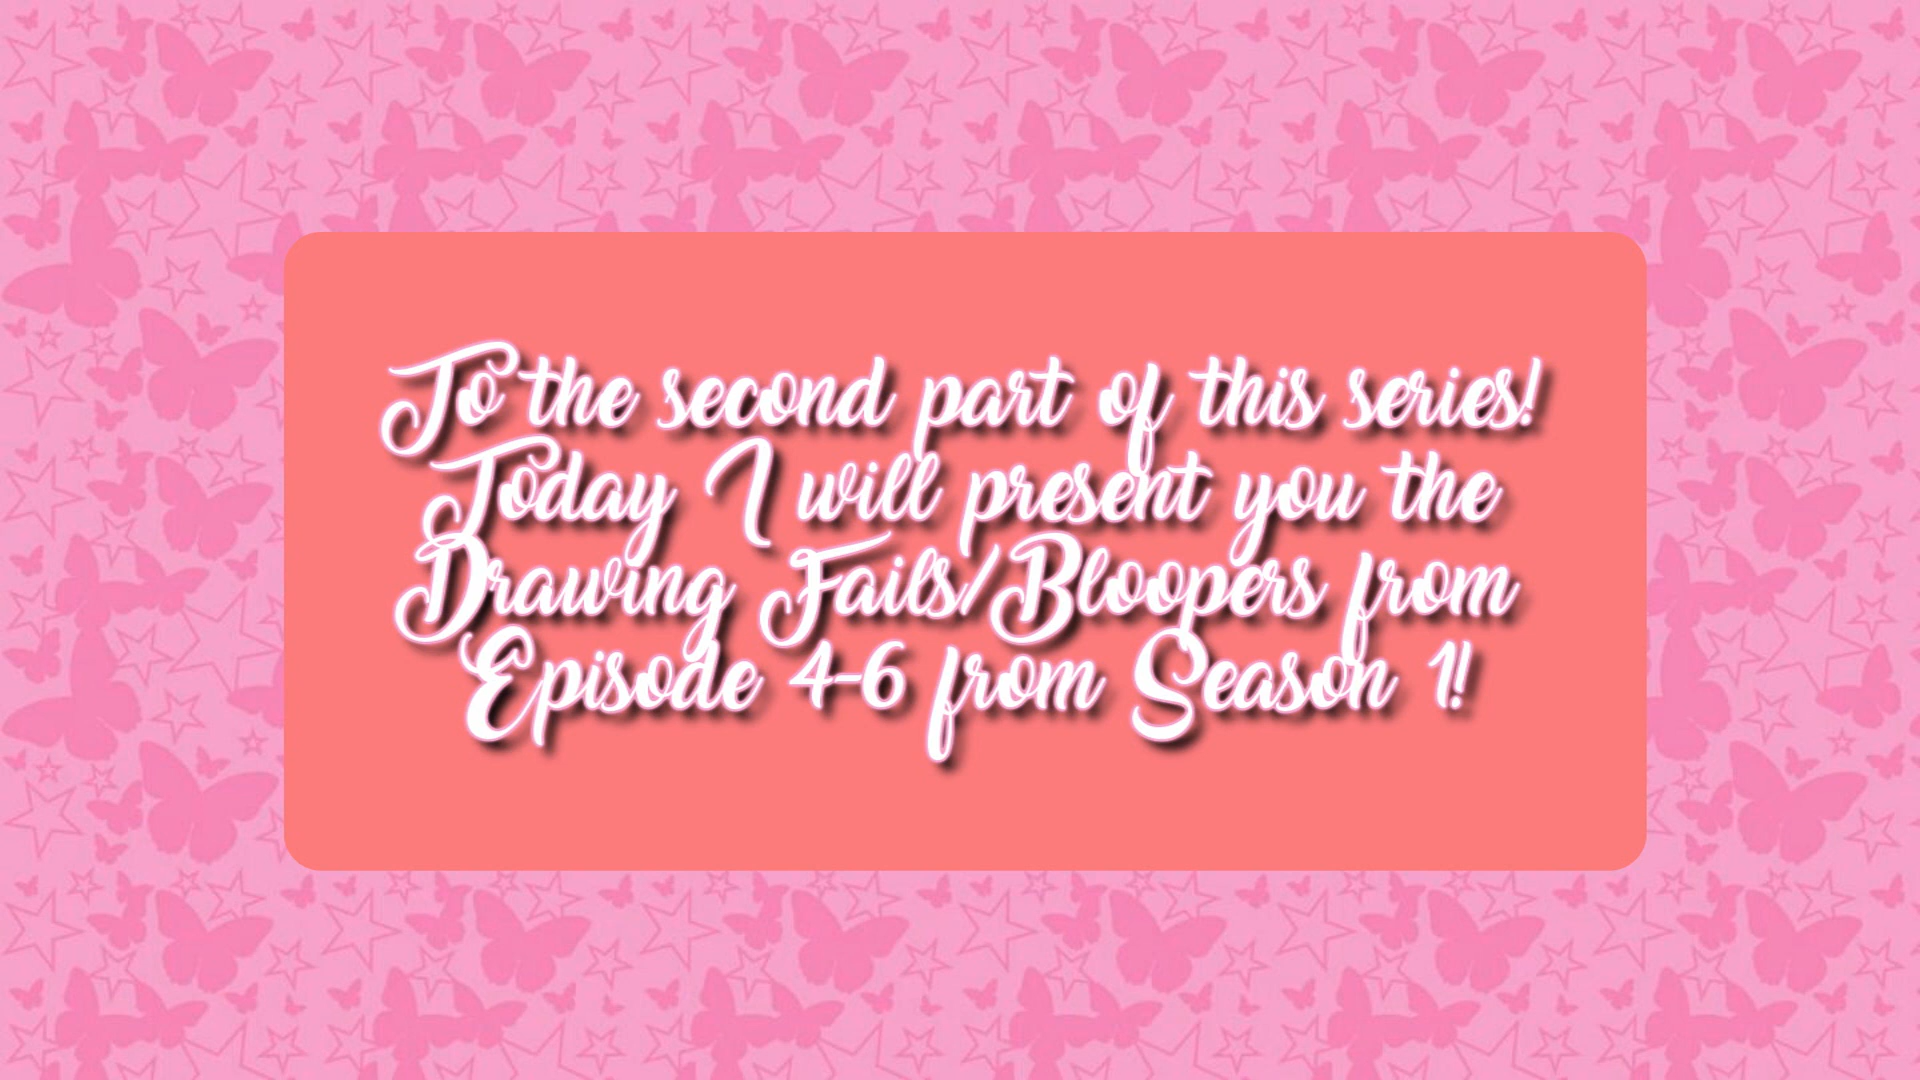 To the second part of this series!
Today I will present you the
Drawing Fails/Bloopers from
Episode 4-6 from Season 1!